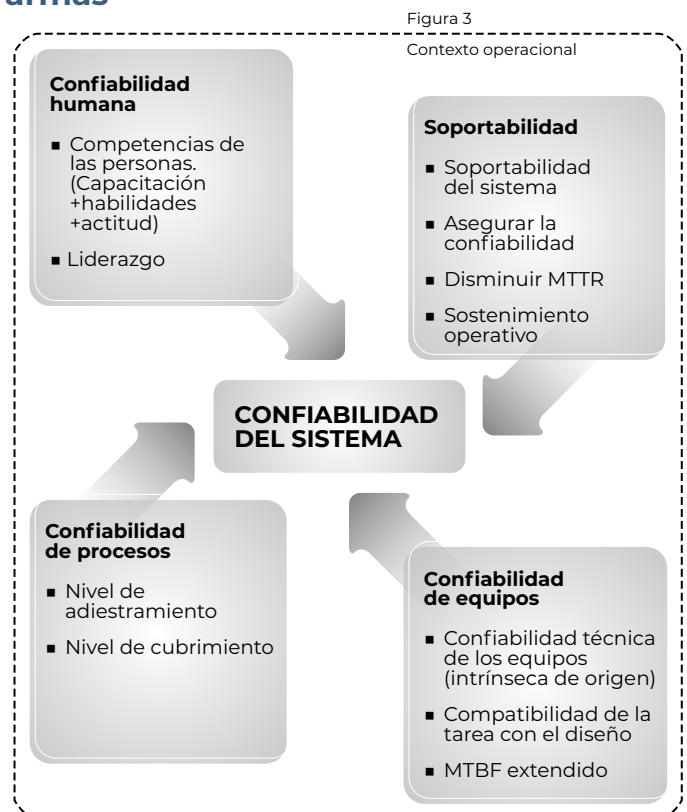 Figura 3
Contexto operacional
Confiabilidad
humana
▪ Competencias de
las personas.
(Capacitación
+habilidades
+actitud)
▪ Liderazgo
Soportabilidad
▪ Soportabilidad
del sistema
▪ Asegurar la
confiabilidad
▪ Disminuir MTTR
▪ Sostenimiento
operativo
CONFIABILIDAD
DEL SISTEMA
Confiabilidad
de procesos
▪ Nivel de
adiestramiento
▪ Nivel de cubrimiento
Confiabilidad
de equipos
▪ Confiabilidad técnica
de los equipos
(intrínseca de origen)
▪ Compatibilidad de la
tarea con el diseño
▪ MTBF extendido